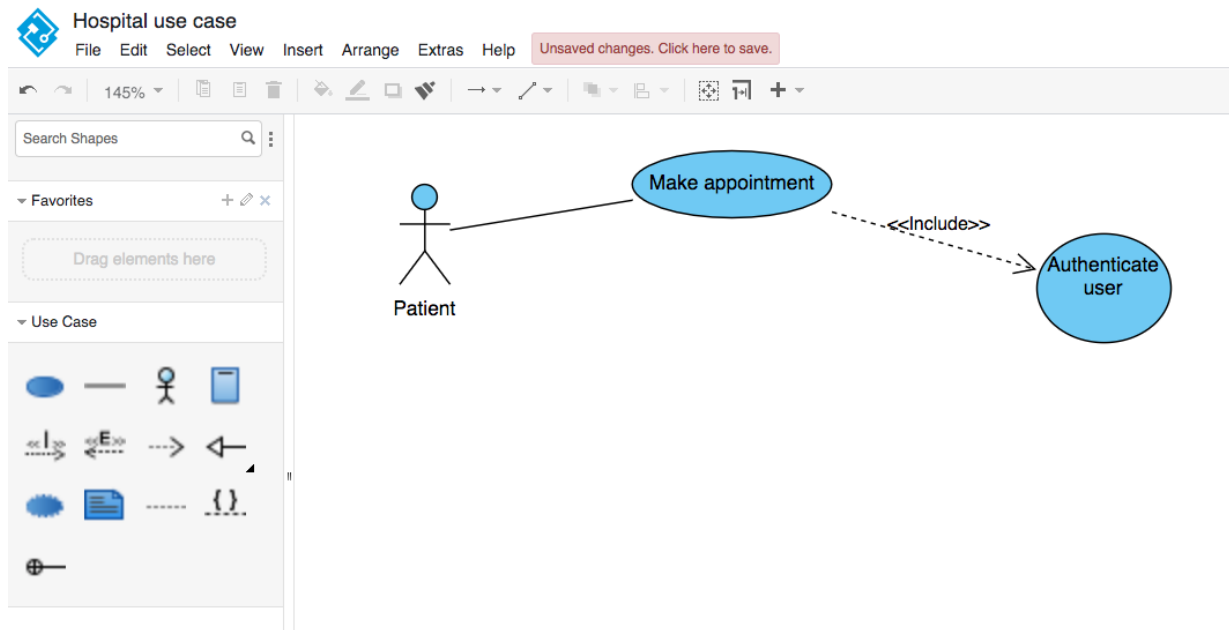 Hospital use case
File Edit Select View Insert Arrange Extras Help Unsaved changes. Click here to save.
145%
Search Shapes
Favorites
Drag elements here
Use Case
<<I>>
<<E>>
{ }
Make appointment
<<Include>>
Authenticate
user
Patient